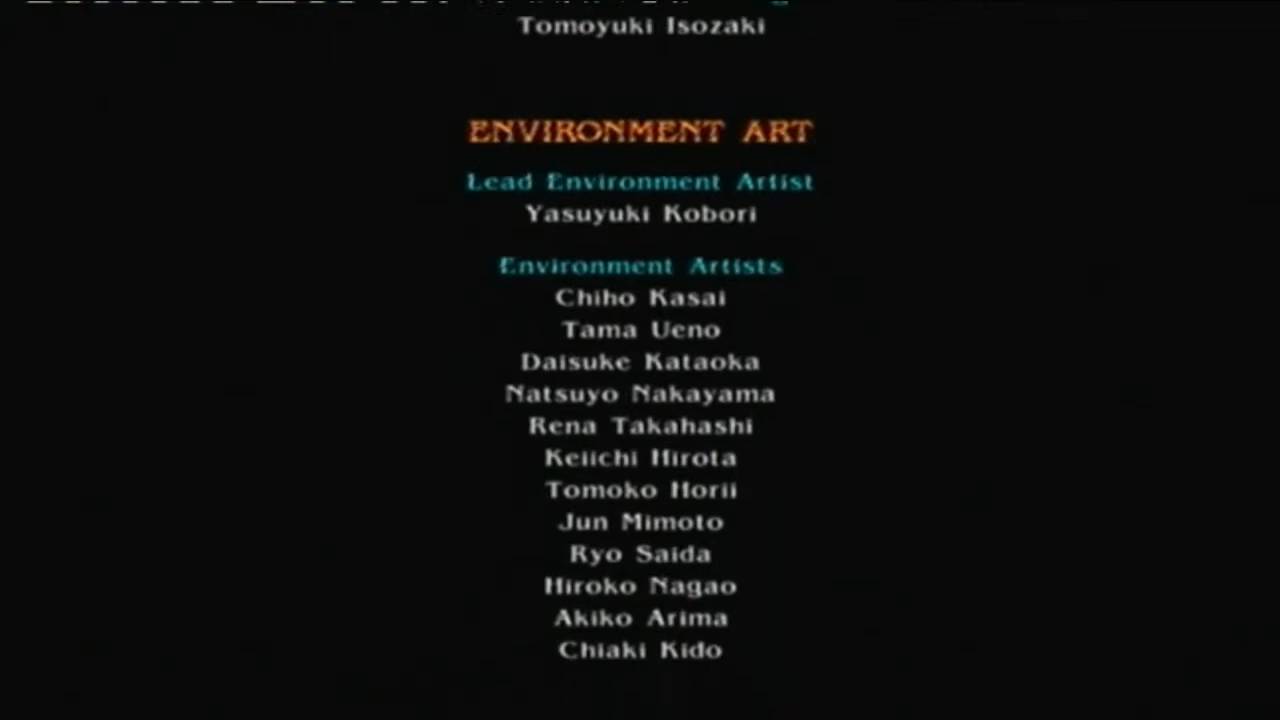 Tomoyuki Isozaki
ENVIRONMENT ART
Lead Environment Artist
Yasuyuki Kobori
Environment Artists
Chiho Kasai
Tama Ueno
Daisuke Kataoka
Natsuyo Nakayama
Rena Takahashi
Keiichi Hirota
Tomoko Horii
Jun Mimoto
Ryo Saida
Hiroko Nagao
Akiko Arima
Chiaki Kido